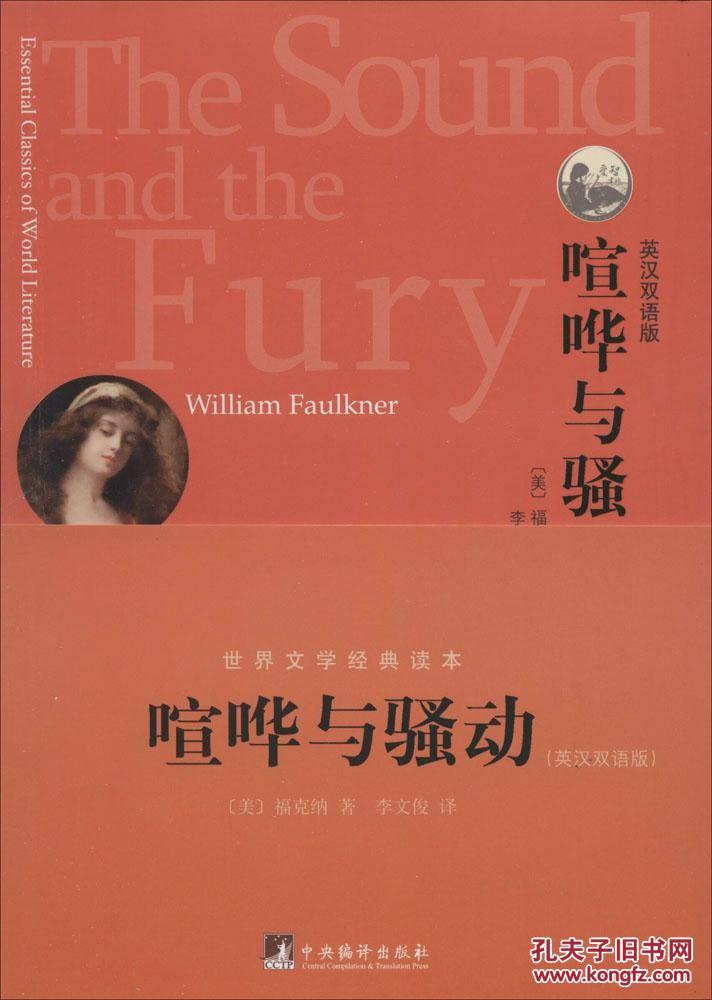 Essential Classics of World Literature
The Sound
and the
Fury
William Faulkner
爱智
英汉双语版
喧哗与骚
〔美〕福
李
世界文学经典读本
喧哗与骚动(英汉双语版)
〔美〕福克纳 著 李文俊 译
CCTP
中央编译出版社
Central Compilation & Translation Press
孔夫子旧书网
www.kongfz.com